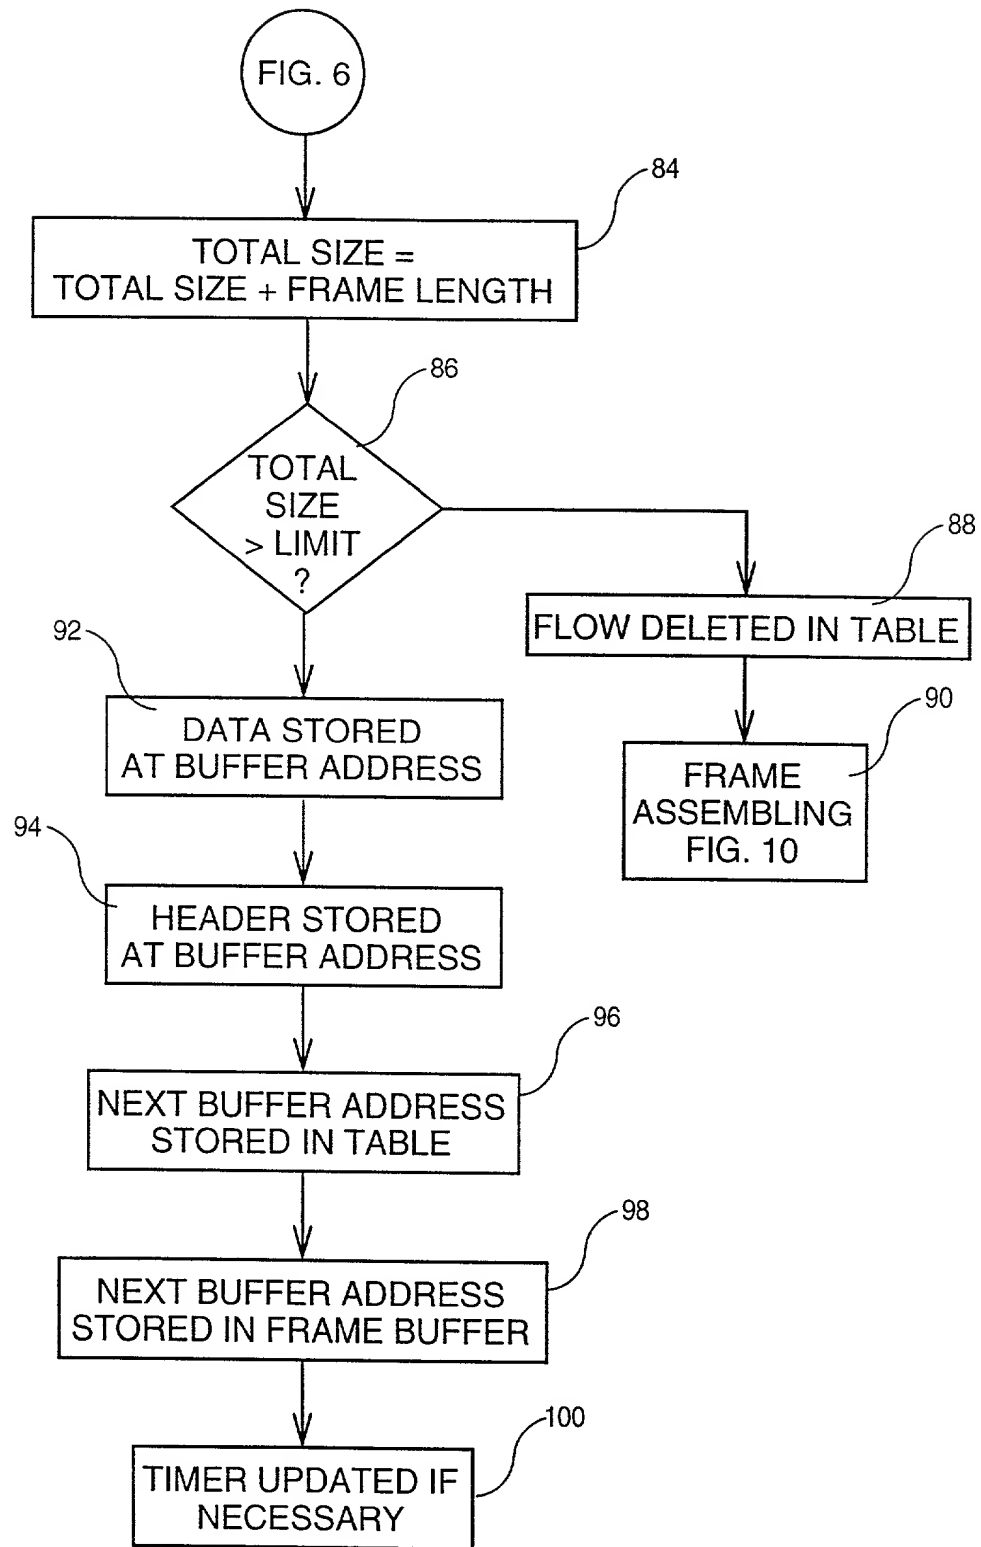 FIG. 6
84
TOTAL SIZE =
TOTAL SIZE + FRAME LENGTH
86
TOTAL
SIZE
> LIMIT
?
88
FLOW DELETED IN TABLE
92
DATA STORED
AT BUFFER ADDRESS
90
FRAME
ASSEMBLING
FIG. 10
94
HEADER STORED
AT BUFFER ADDRESS
96
NEXT BUFFER ADDRESS
STORED IN TABLE
98
NEXT BUFFER ADDRESS
STORED IN FRAME BUFFER
100
TIMER UPDATED IF
NECESSARY